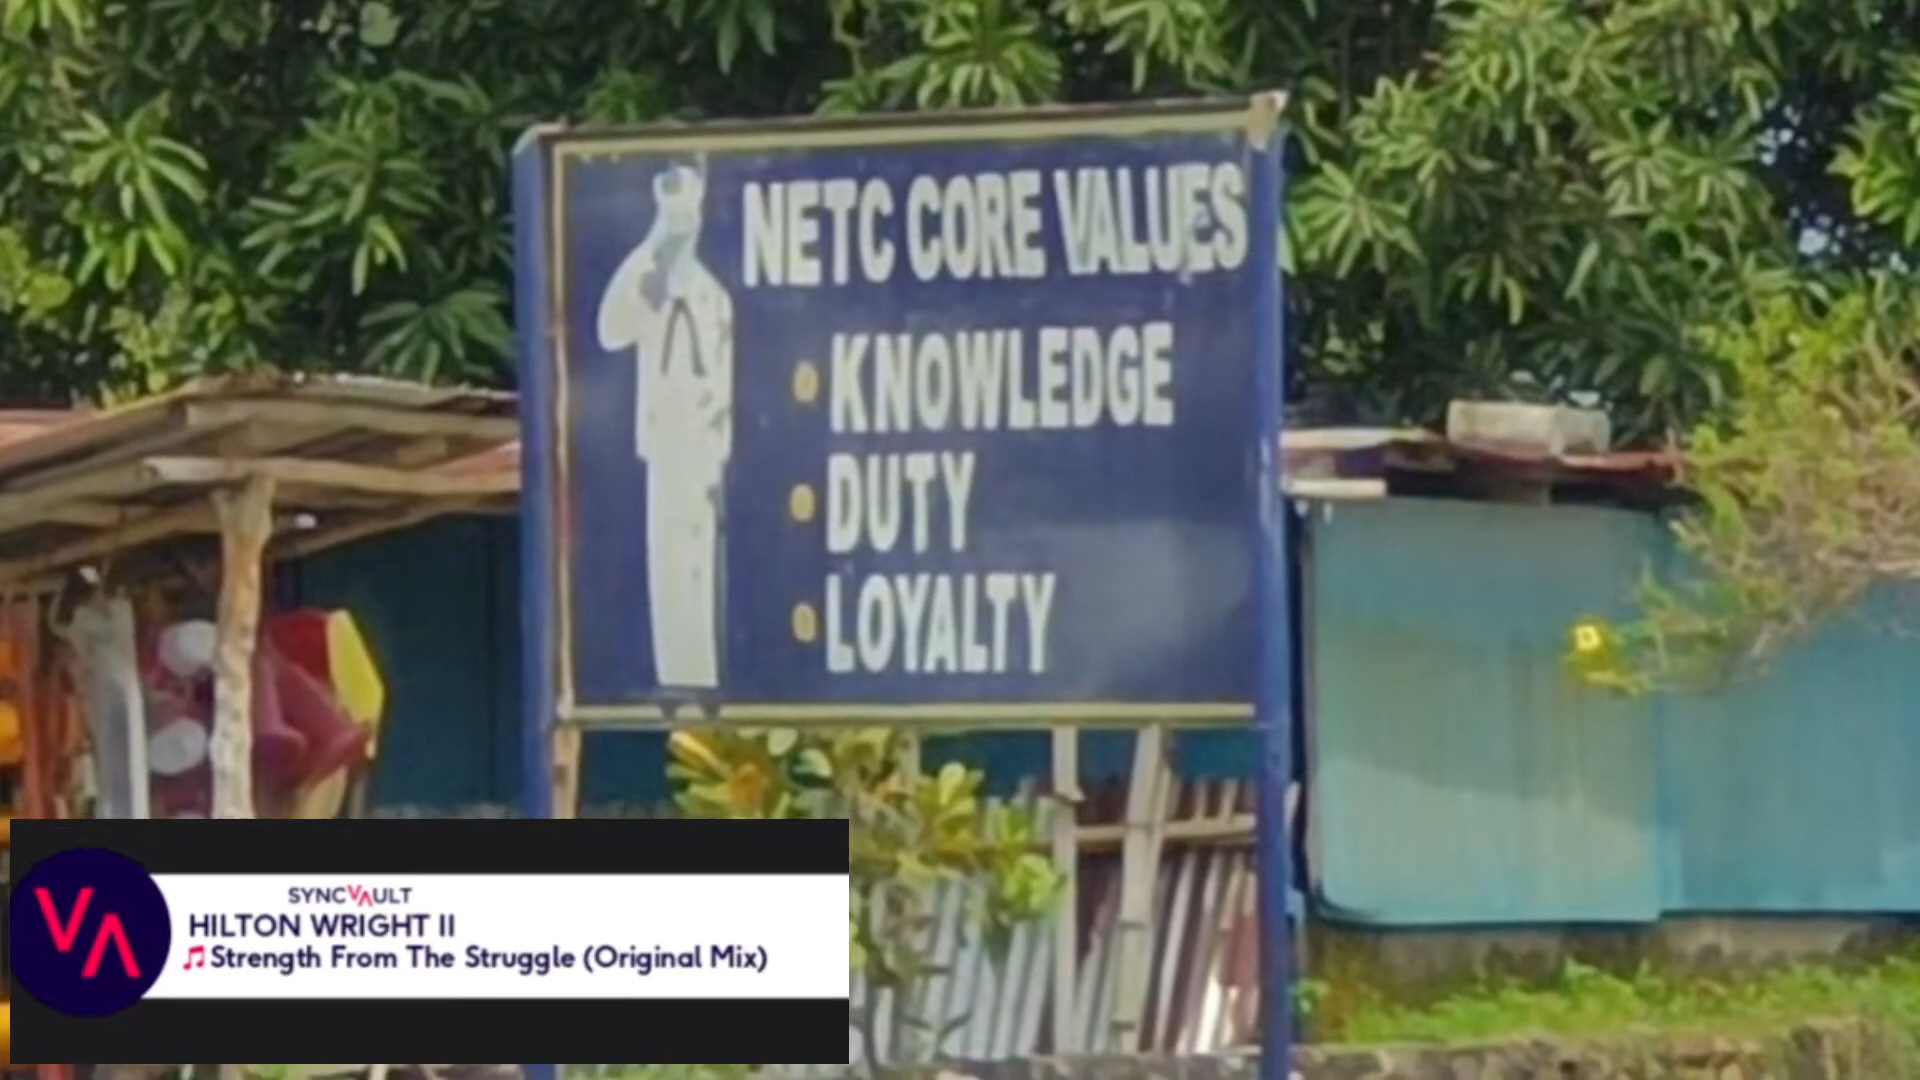 NETC CORE VALUES
• KNOWLEDGE
• DUTY
• LOYALTY
SYNCVAULT
HILTON WRIGHT II
Strength From The Struggle (Original Mix)